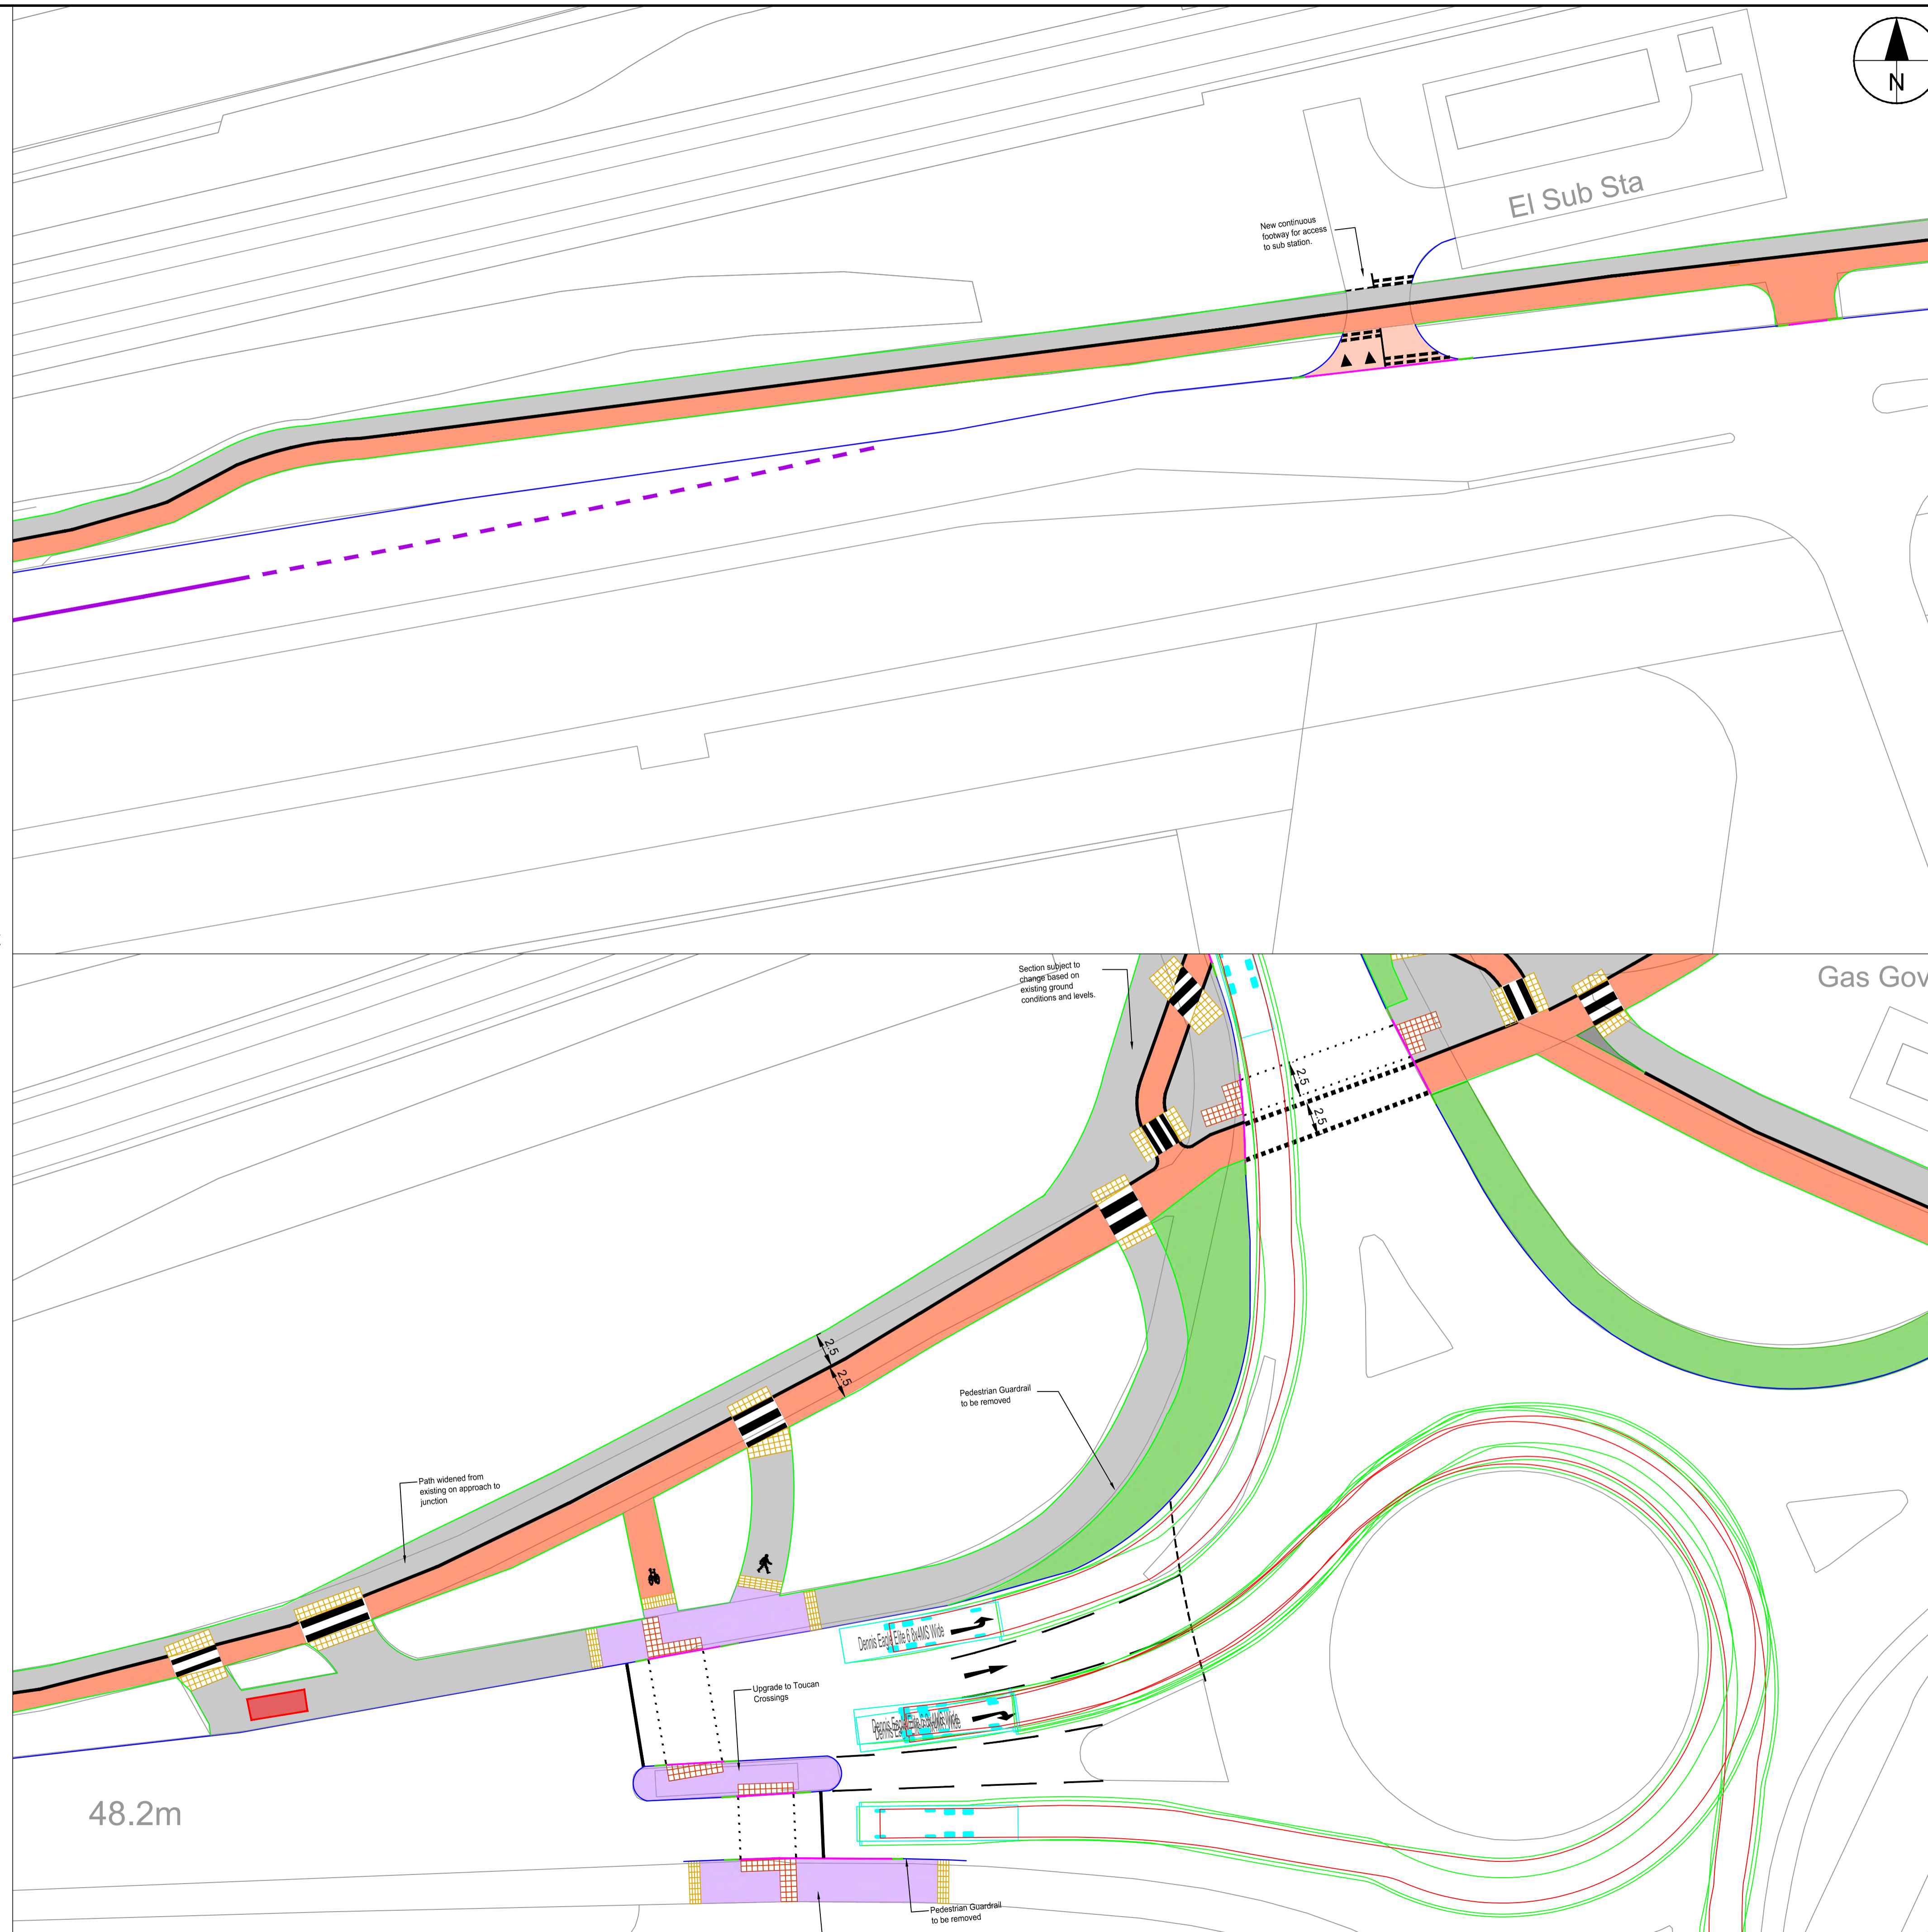 N
El Sub Sta
New continuous
footway for access
to sub station.
Section subject to
change based on
existing ground
conditions and levels.
Gas Gov
2.5
2.5
2.5
2.5
Pedestrian Guardrail
to be removed
Path widened from
existing on approach to
junction
Dennis Eagle Elite 6 8x4MS Wide
Upgrade to Toucan
Crossings
48.2m
Pedestrian Guardrail
to be removed